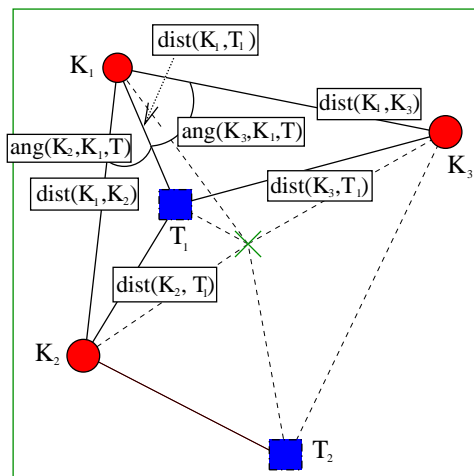 dist(K₁,T₁)
K₁
dist(K₁,K₃)
ang(K₂,K₁,T)
ang(K₃,K₁,T)
K₃
dist(K₁,K₂)
dist(K₃,T₁)
T₁
dist(K₂, T₁)
K₂
T₂